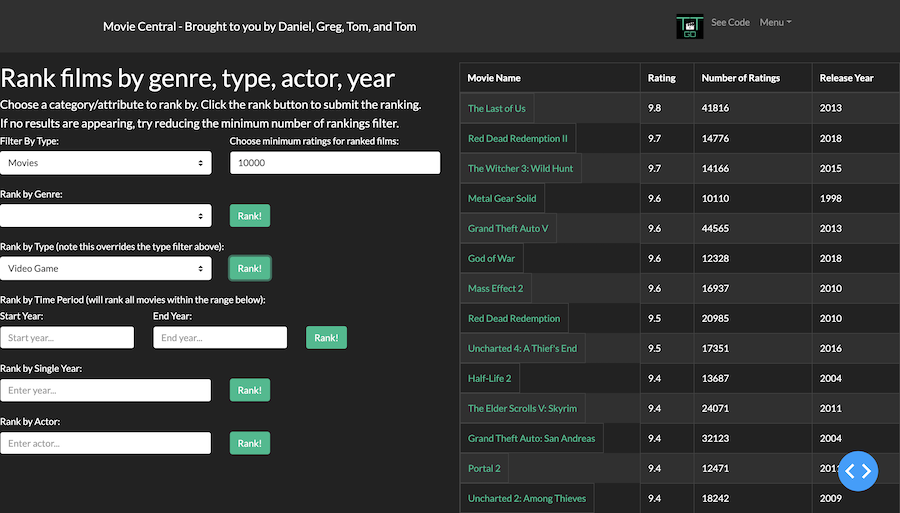 Movie Central - Brought to you by Daniel, Greg, Tom, and Tom
See Code Menu
Rank films by genre, type, actor, year
Choose a category/attribute to rank by. Click the rank button to submit the ranking.
If no results are appearing, try reducing the minimum number of rankings filter.
Filter By Type: Choose minimum ratings for ranked films:
Movies 10000
Rank by Genre:
Rank!
Rank by Type (note this overrides the type filter above):
Video Game Rank!
Rank by Time Period (will rank all movies within the range below):
Start Year: End Year:
Start year... End year... Rank!
Rank by Single Year:
Enter year... Rank!
Rank by Actor:
Enter actor... Rank!
Movie Name Rating Number of Ratings Release Year
The Last of Us 9.8 41816 2013
Red Dead Redemption II 9.7 14776 2018
The Witcher 3: Wild Hunt 9.7 14166 2015
Metal Gear Solid 9.6 10110 1998
Grand Theft Auto V 9.6 44565 2013
God of War 9.6 12328 2018
Mass Effect 2 9.6 16937 2010
Red Dead Redemption 9.5 20985 2010
Uncharted 4: A Thief's End 9.5 17351 2016
Half-Life 2 9.4 13687 2004
The Elder Scrolls V: Skyrim 9.4 24071 2011
Grand Theft Auto: San Andreas 9.4 32123 2004
Portal 2 9.4 12471 2011
Uncharted 2: Among Thieves 9.4 18242 2009